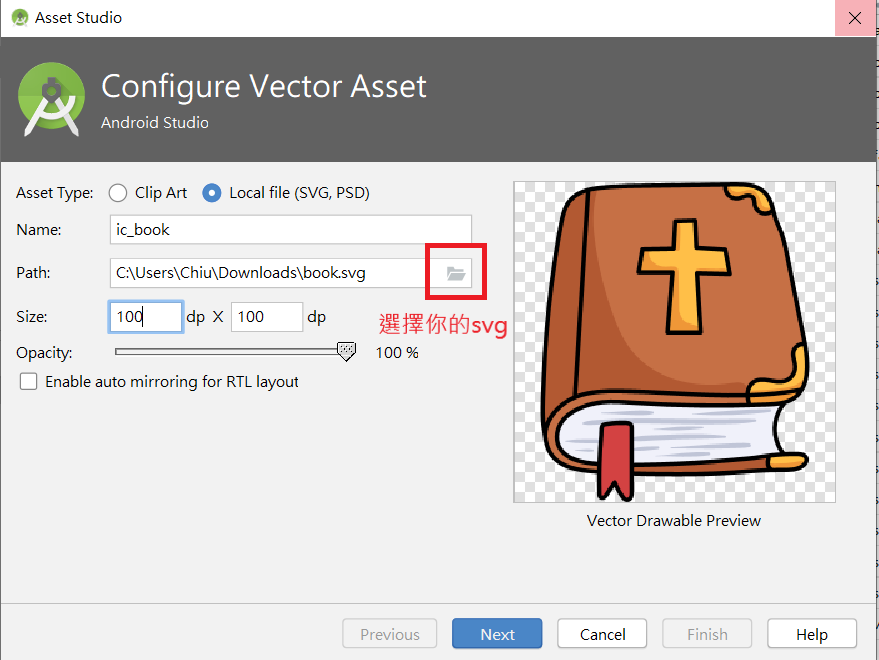 Asset Studio
Configure Vector Asset
Android Studio
Asset Type: Clip Art Local file (SVG, PSD)
Name: ic_book
Path: C:\Users\Chiu\Downloads\book.svg
Size: 100 dp X 100 dp
選擇你的svg
Opacity: 100 %
Enable auto mirroring for RTL layout
Vector Drawable Preview
Previous Next Cancel Finish Help